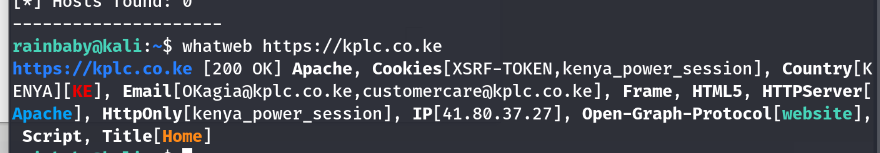 [*] Hosts found: 0
---------------------
rainbaby@kali:~$ whatweb https://kplc.co.ke
https://kplc.co.ke [200 OK] Apache, Cookies[XSRF-TOKEN,kenya_power_session], Country[K
ENYA][KE], Email[OKagia@kplc.co.ke,customercare@kplc.co.ke], Frame, HTML5, HTTPServer[
Apache], HttpOnly[kenya_power_session], IP[41.80.37.27], Open-Graph-Protocol[website],
 Script, Title[Home]